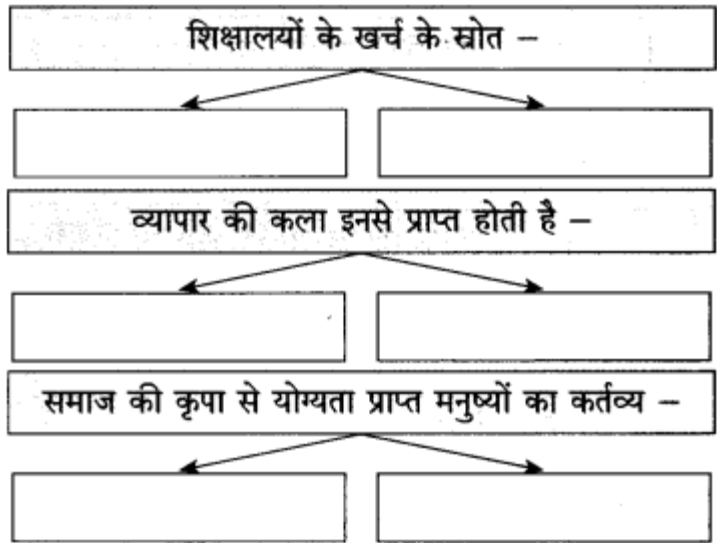 शिक्षालयों के खर्च के स्रोत –
व्यापार की कला इनसे प्राप्त होती है –
समाज की कृपा से योग्यता प्राप्त मनुष्यों का कर्तव्य –